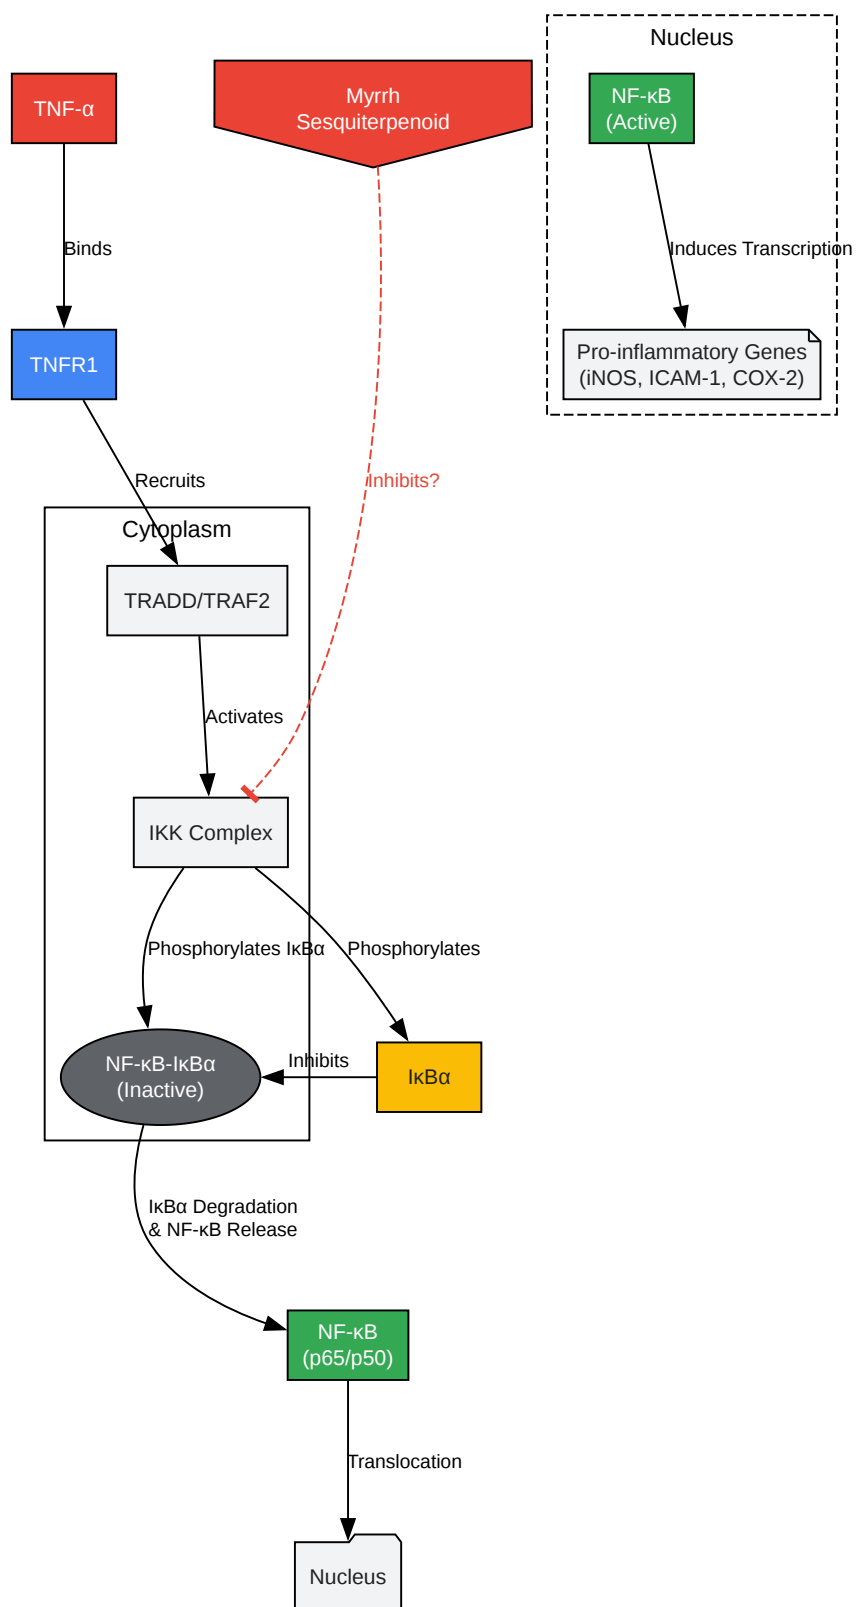 Nucleus
TNF-α
Myrrh
Sesquiterpenoid
NF-κB
(Active)
Binds
Induces Transcription
TNFR1
Pro-inflammatory Genes
(iNOS, ICAM-1, COX-2)
Recruits
Inhibits?
Cytoplasm
TRADD/TRAF2
Activates
IKK Complex
Phosphorylates IκBα
Phosphorylates
NF-κB-IκBα
(Inactive)
Inhibits
IκBα
IκBα Degradation
& NF-κB Release
NF-κB
(p65/p50)
Translocation
Nucleus